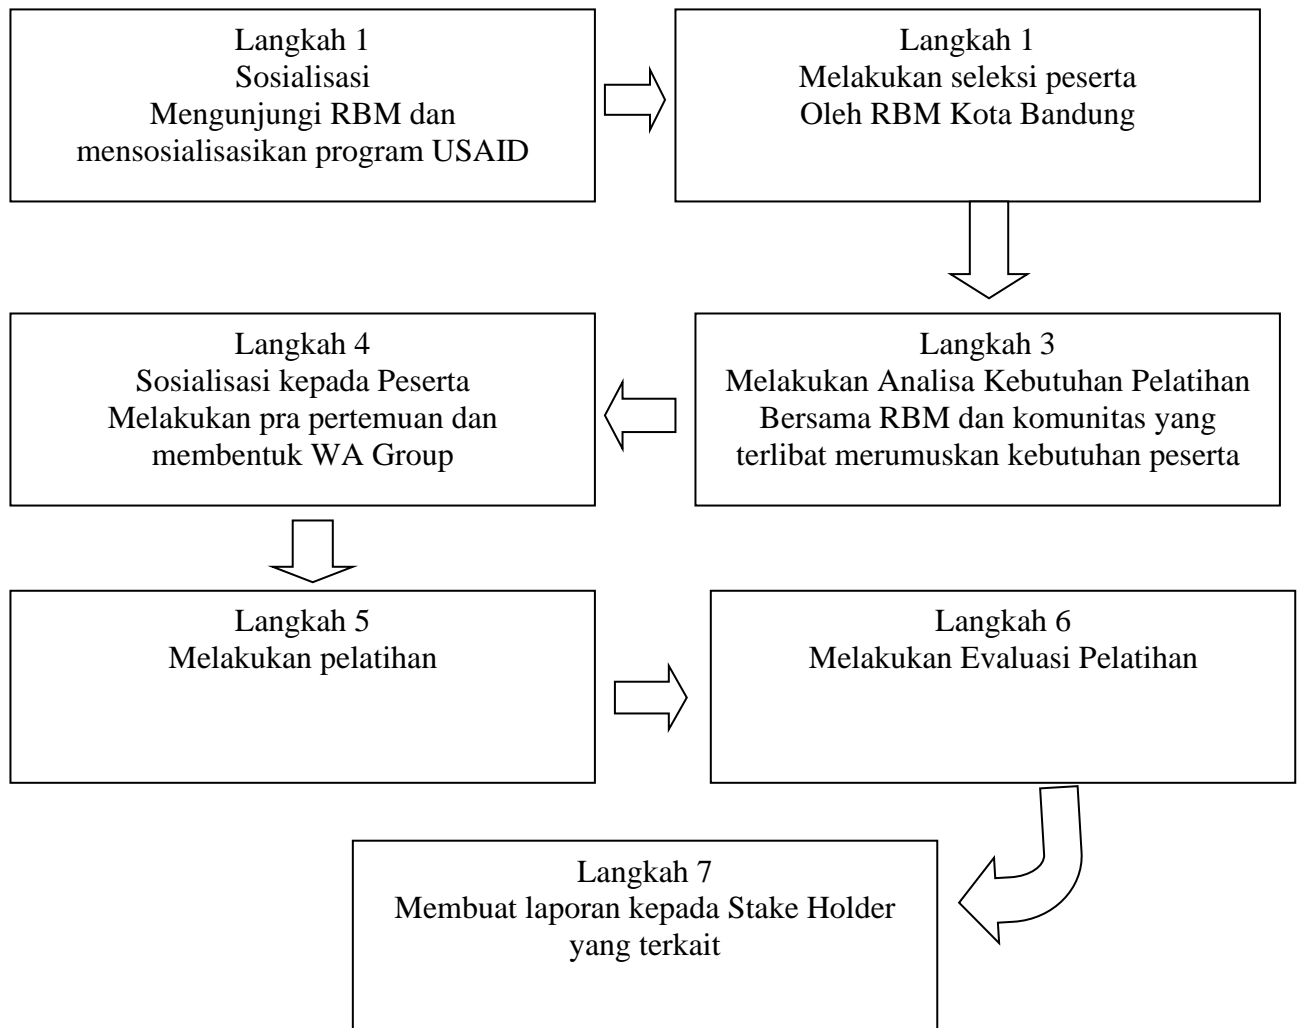 Langkah 1
Sosialisasi
Mengunjungi RBM dan
mensosialisasikan program USAID
Langkah 1
Melakukan seleksi peserta
Oleh RBM Kota Bandung
Langkah 3
Melakukan Analisa Kebutuhan Pelatihan
Bersama RBM dan komunitas yang
terlibat merumuskan kebutuhan peserta
Langkah 4
Sosialisasi kepada Peserta
Melakukan pra pertemuan dan
membentuk WA Group
Langkah 5
Melakukan pelatihan
Langkah 6
Melakukan Evaluasi Pelatihan
Langkah 7
Membuat laporan kepada Stake Holder
yang terkait